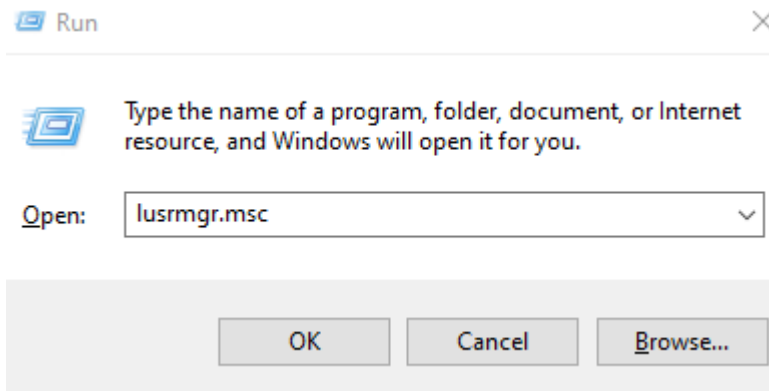 Run
Type the name of a program, folder, document, or Internet
resource, and Windows will open it for you.
Open: lusrmgr.msc
OK Cancel Browse...